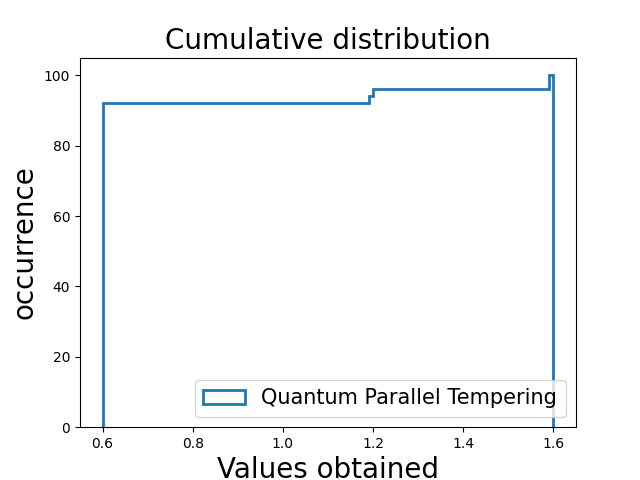 Cumulative distribution
100
80
60
40
20
0
occurrence
Quantum Parallel Tempering
0.6 0.8 1.0 1.2 1.4 1.6
Values obtained